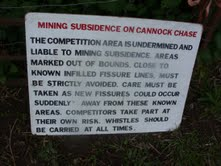 MINING SUBSIDENCE ON CANNOCK CHASE
THE COMPETITION AREA IS UNDERMINED AND
LIABLE TO MINING SUBSIDENCE AREAS
MARKED OUT OF BOUNDS. CLOSE TO
KNOWN INFILLED FISSURE LINES, MUST
BE STRICTLY AVOIDED. CARE MUST BE
TAKEN AS NEW FISSURES COULD OCCUR
SUDDENLY AWAY FROM THESE KNOWN
AREAS. COMPETITORS TAKE PART AT
THEIR OWN RISK. WHISTLES SHOULD
BE CARRIED AT ALL TIMES.